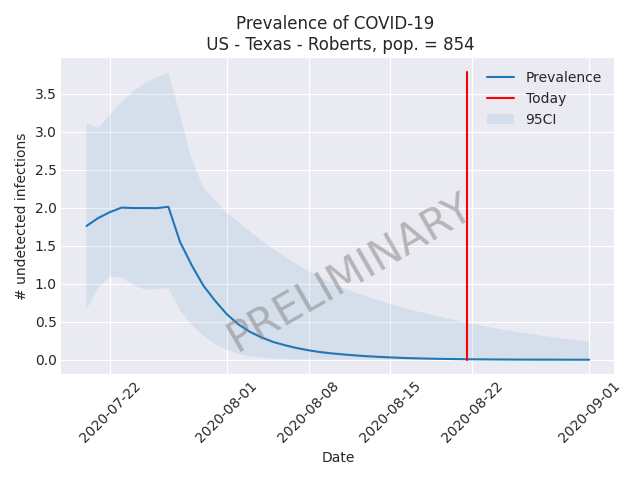 Prevalence of COVID-19
US - Texas - Roberts, pop. = 854
Prevalence
Today
95CI
# undetected infections
3.5
3.0
2.5
2.0
1.5
1.0
0.5
0.0
PRELIMINARY
2020-07-22
2020-08-01
2020-08-08
2020-08-15
2020-08-22
2020-09-01
Date